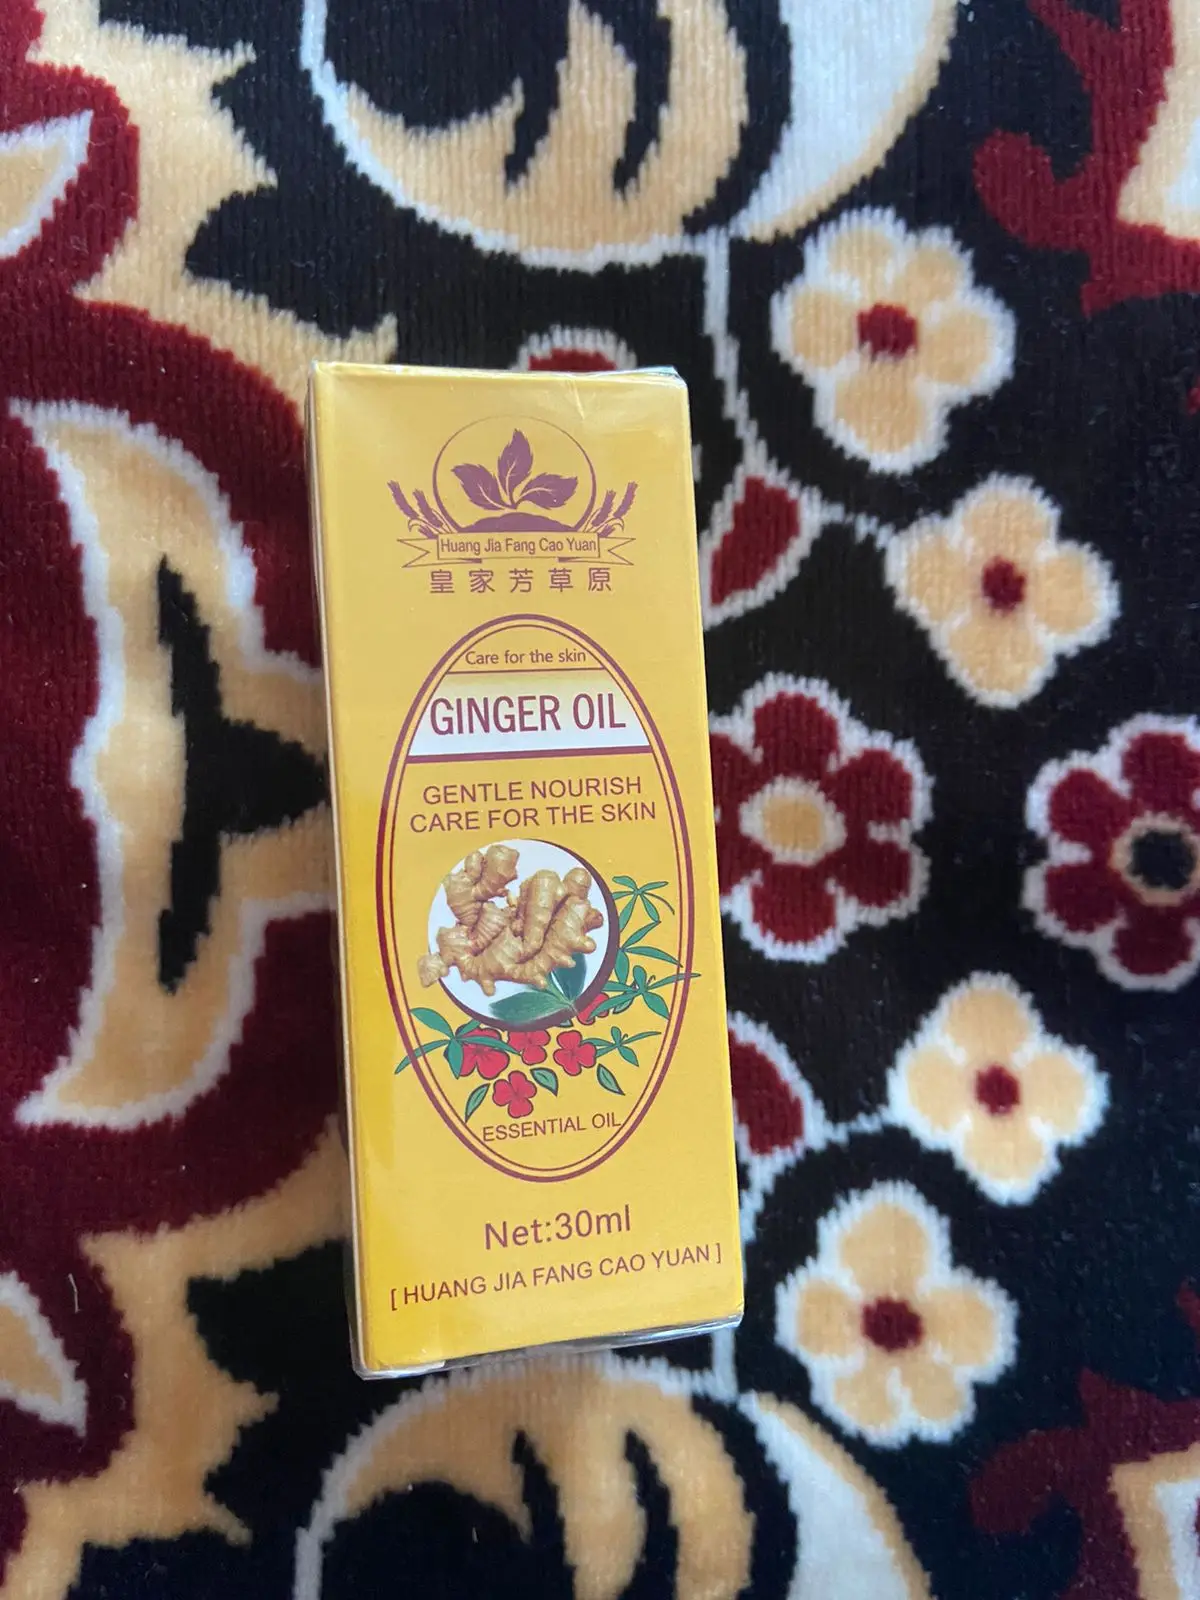 Huang Jia Fang Cao Yuan
皇家芳草原
Care for the skin
GINGER OIL
GENTLE NOURISH
CARE FOR THE SKIN
ESSENTIAL OIL
Net:30ml
[ HUANG JIA FANG CAO YUAN ]